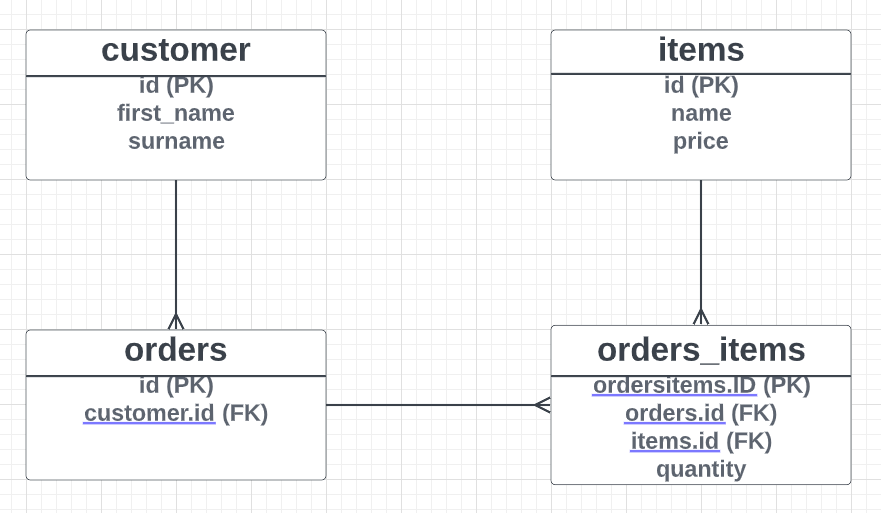 customer
id (PK)
first_name
surname
items
id (PK)
name
price
orders
id (PK)
customer.id (FK)
orders_items
ordersitems.ID (PK)
orders.id (FK)
items.id (FK)
quantity